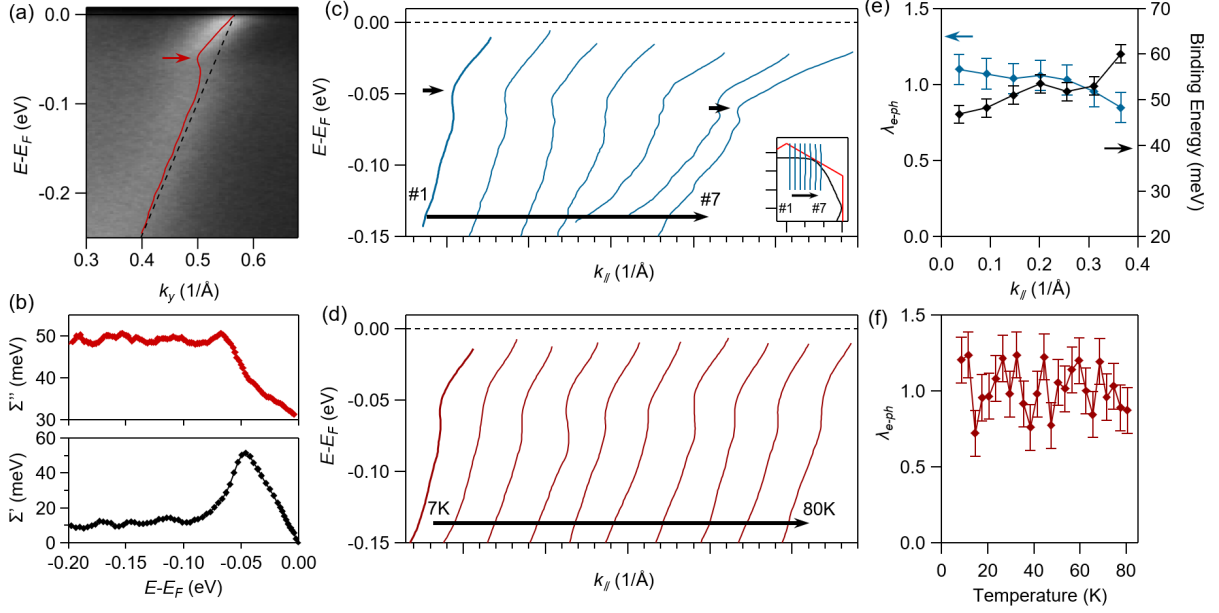 (a)
E-E_F (eV)
0.0
-0.1
-0.2
0.3
0.4
0.5
0.6
k_y (1/Å)
(b)
Σ'' (meV)
50
40
30
Σ' (meV)
60
40
20
0
-0.20
-0.15
-0.10
-0.05
0.00
E-E_F (eV)
(c)
E-E_F (eV)
0.00
-0.05
-0.10
-0.15
#1
#7
#1
#7
k_// (1/Å)
(d)
E-E_F (eV)
0.00
-0.05
-0.10
-0.15
7K
80K
k_// (1/Å)
(e)
λ_e-ph
1.5
1.0
0.5
0.0
0.0
0.1
0.2
0.3
0.4
k_// (1/Å)
70
60
50
40
30
20
Binding Energy (meV)
(f)
λ_e-ph
1.5
1.0
0.5
0.0
20
40
60
80
Temperature (K)